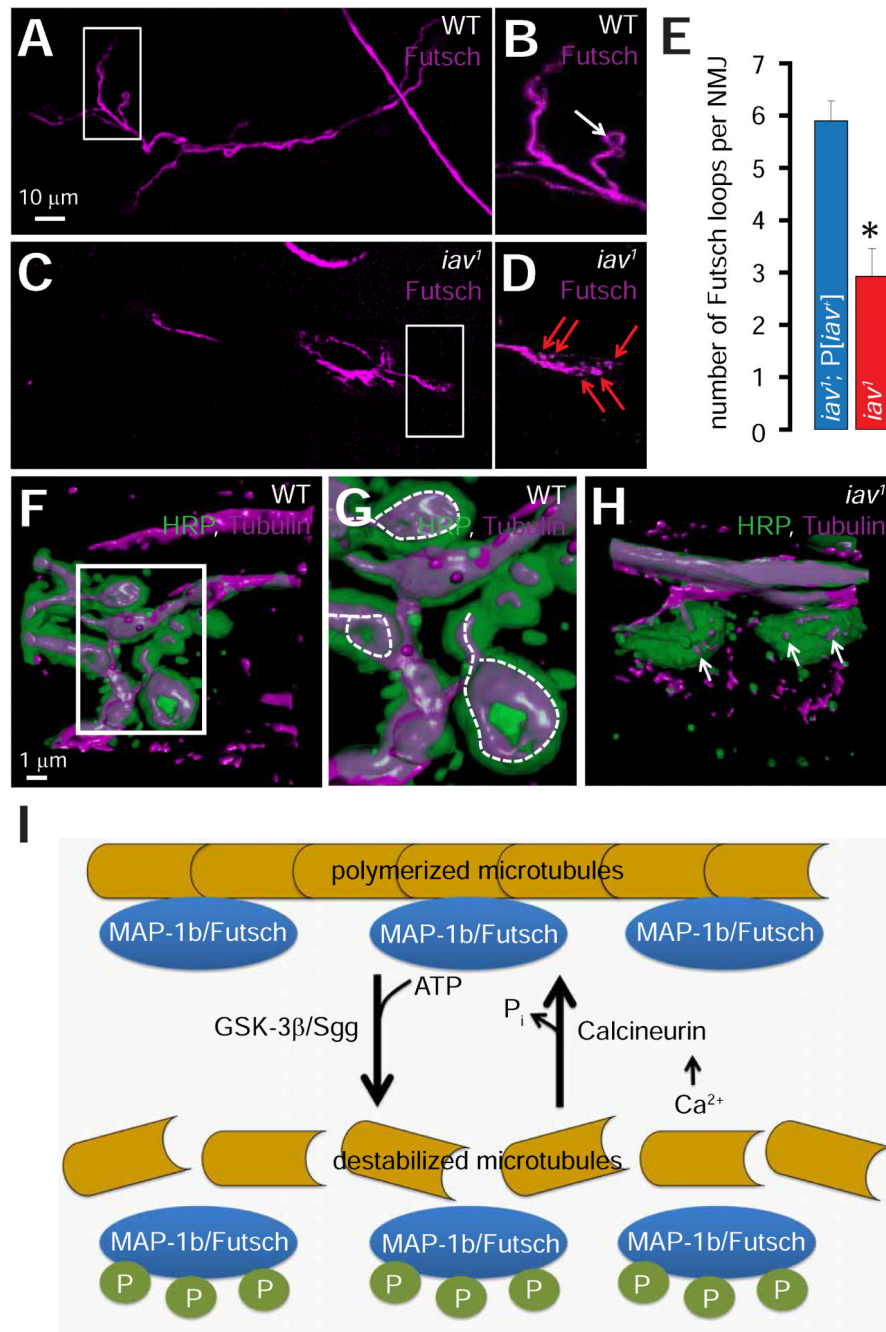 A
WT
Futsch
10 μm
B
WT
Futsch
C
iav¹
Futsch
D
iav¹
Futsch
E
number of Futsch loops per NMJ
7
6
5
4
3
2
1
0
*
iav¹; P[iav⁺]
iav¹
F
WT
HRP, Tubulin
1 μm
G
WT
HRP, Tubulin
H
iav¹
HRP, Tubulin
I
polymerized microtubules
MAP-1b/Futsch
MAP-1b/Futsch
MAP-1b/Futsch
GSK-3β/Sgg
ATP
Pᵢ
Calcineurin
Ca²⁺
destabilized microtubules
MAP-1b/Futsch
MAP-1b/Futsch
MAP-1b/Futsch
P P P
P P P
P P P